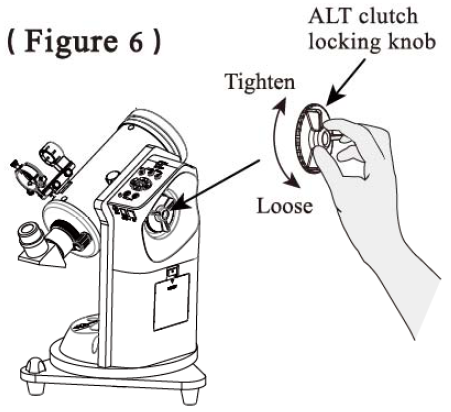 ( Figure 6 )
ALT clutch
locking knob
Tighten
Loose